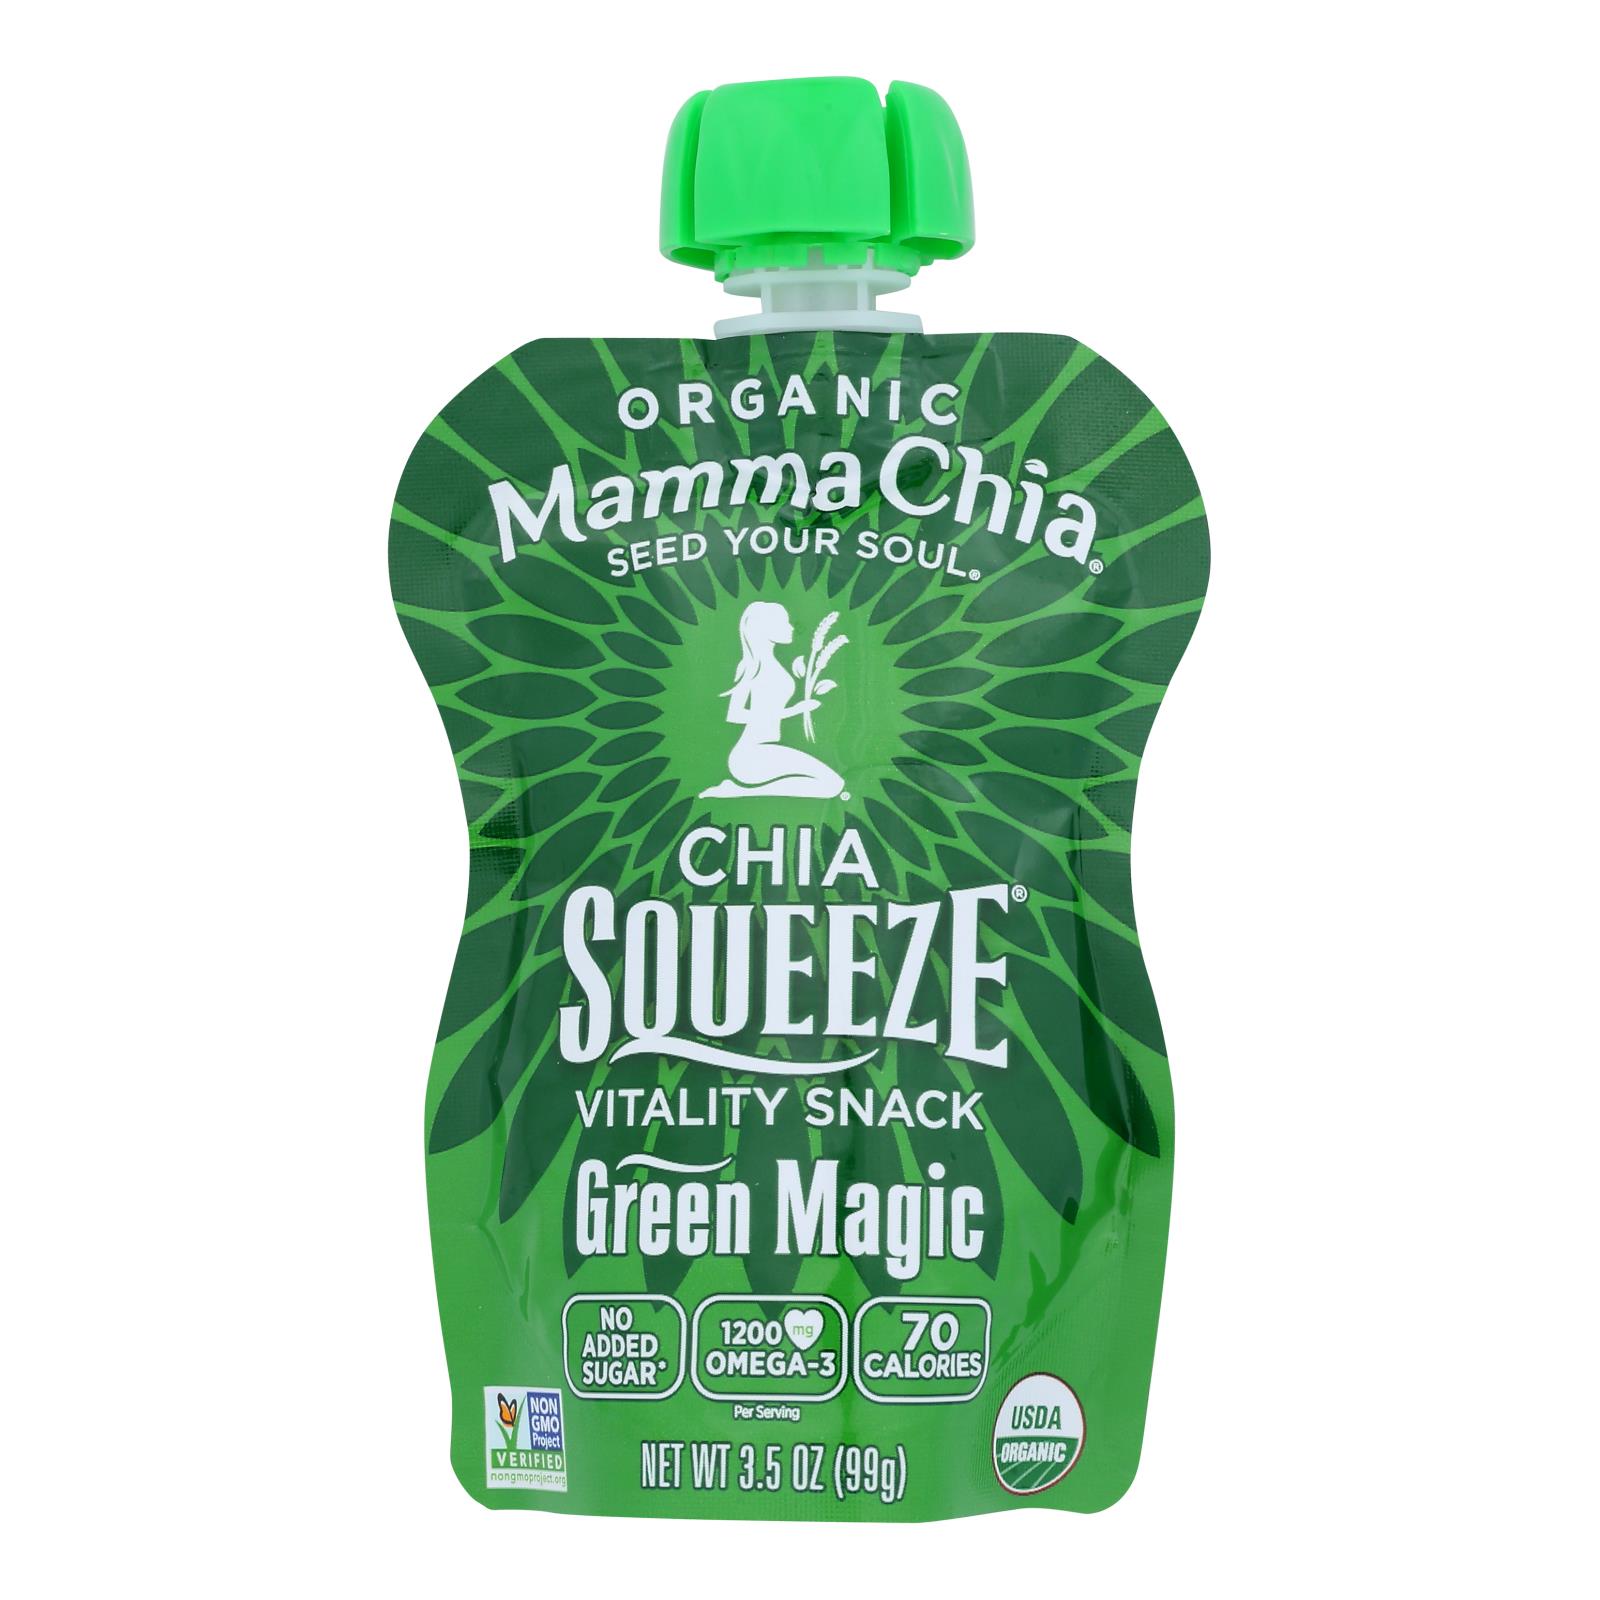 ORGANIC
Mamma Chia®
SEED YOUR SOUL®
®
CHIA
SQUEEZE®
VITALITY SNACK
Green Magic
NO
ADDED
SUGAR*
1200 mg
OMEGA-3
Per Serving
70
CALORIES
NON
GMO
Project
VERIFIED
nongmoproject.org
NET WT 3.5 OZ (99g)
USDA
ORGANIC